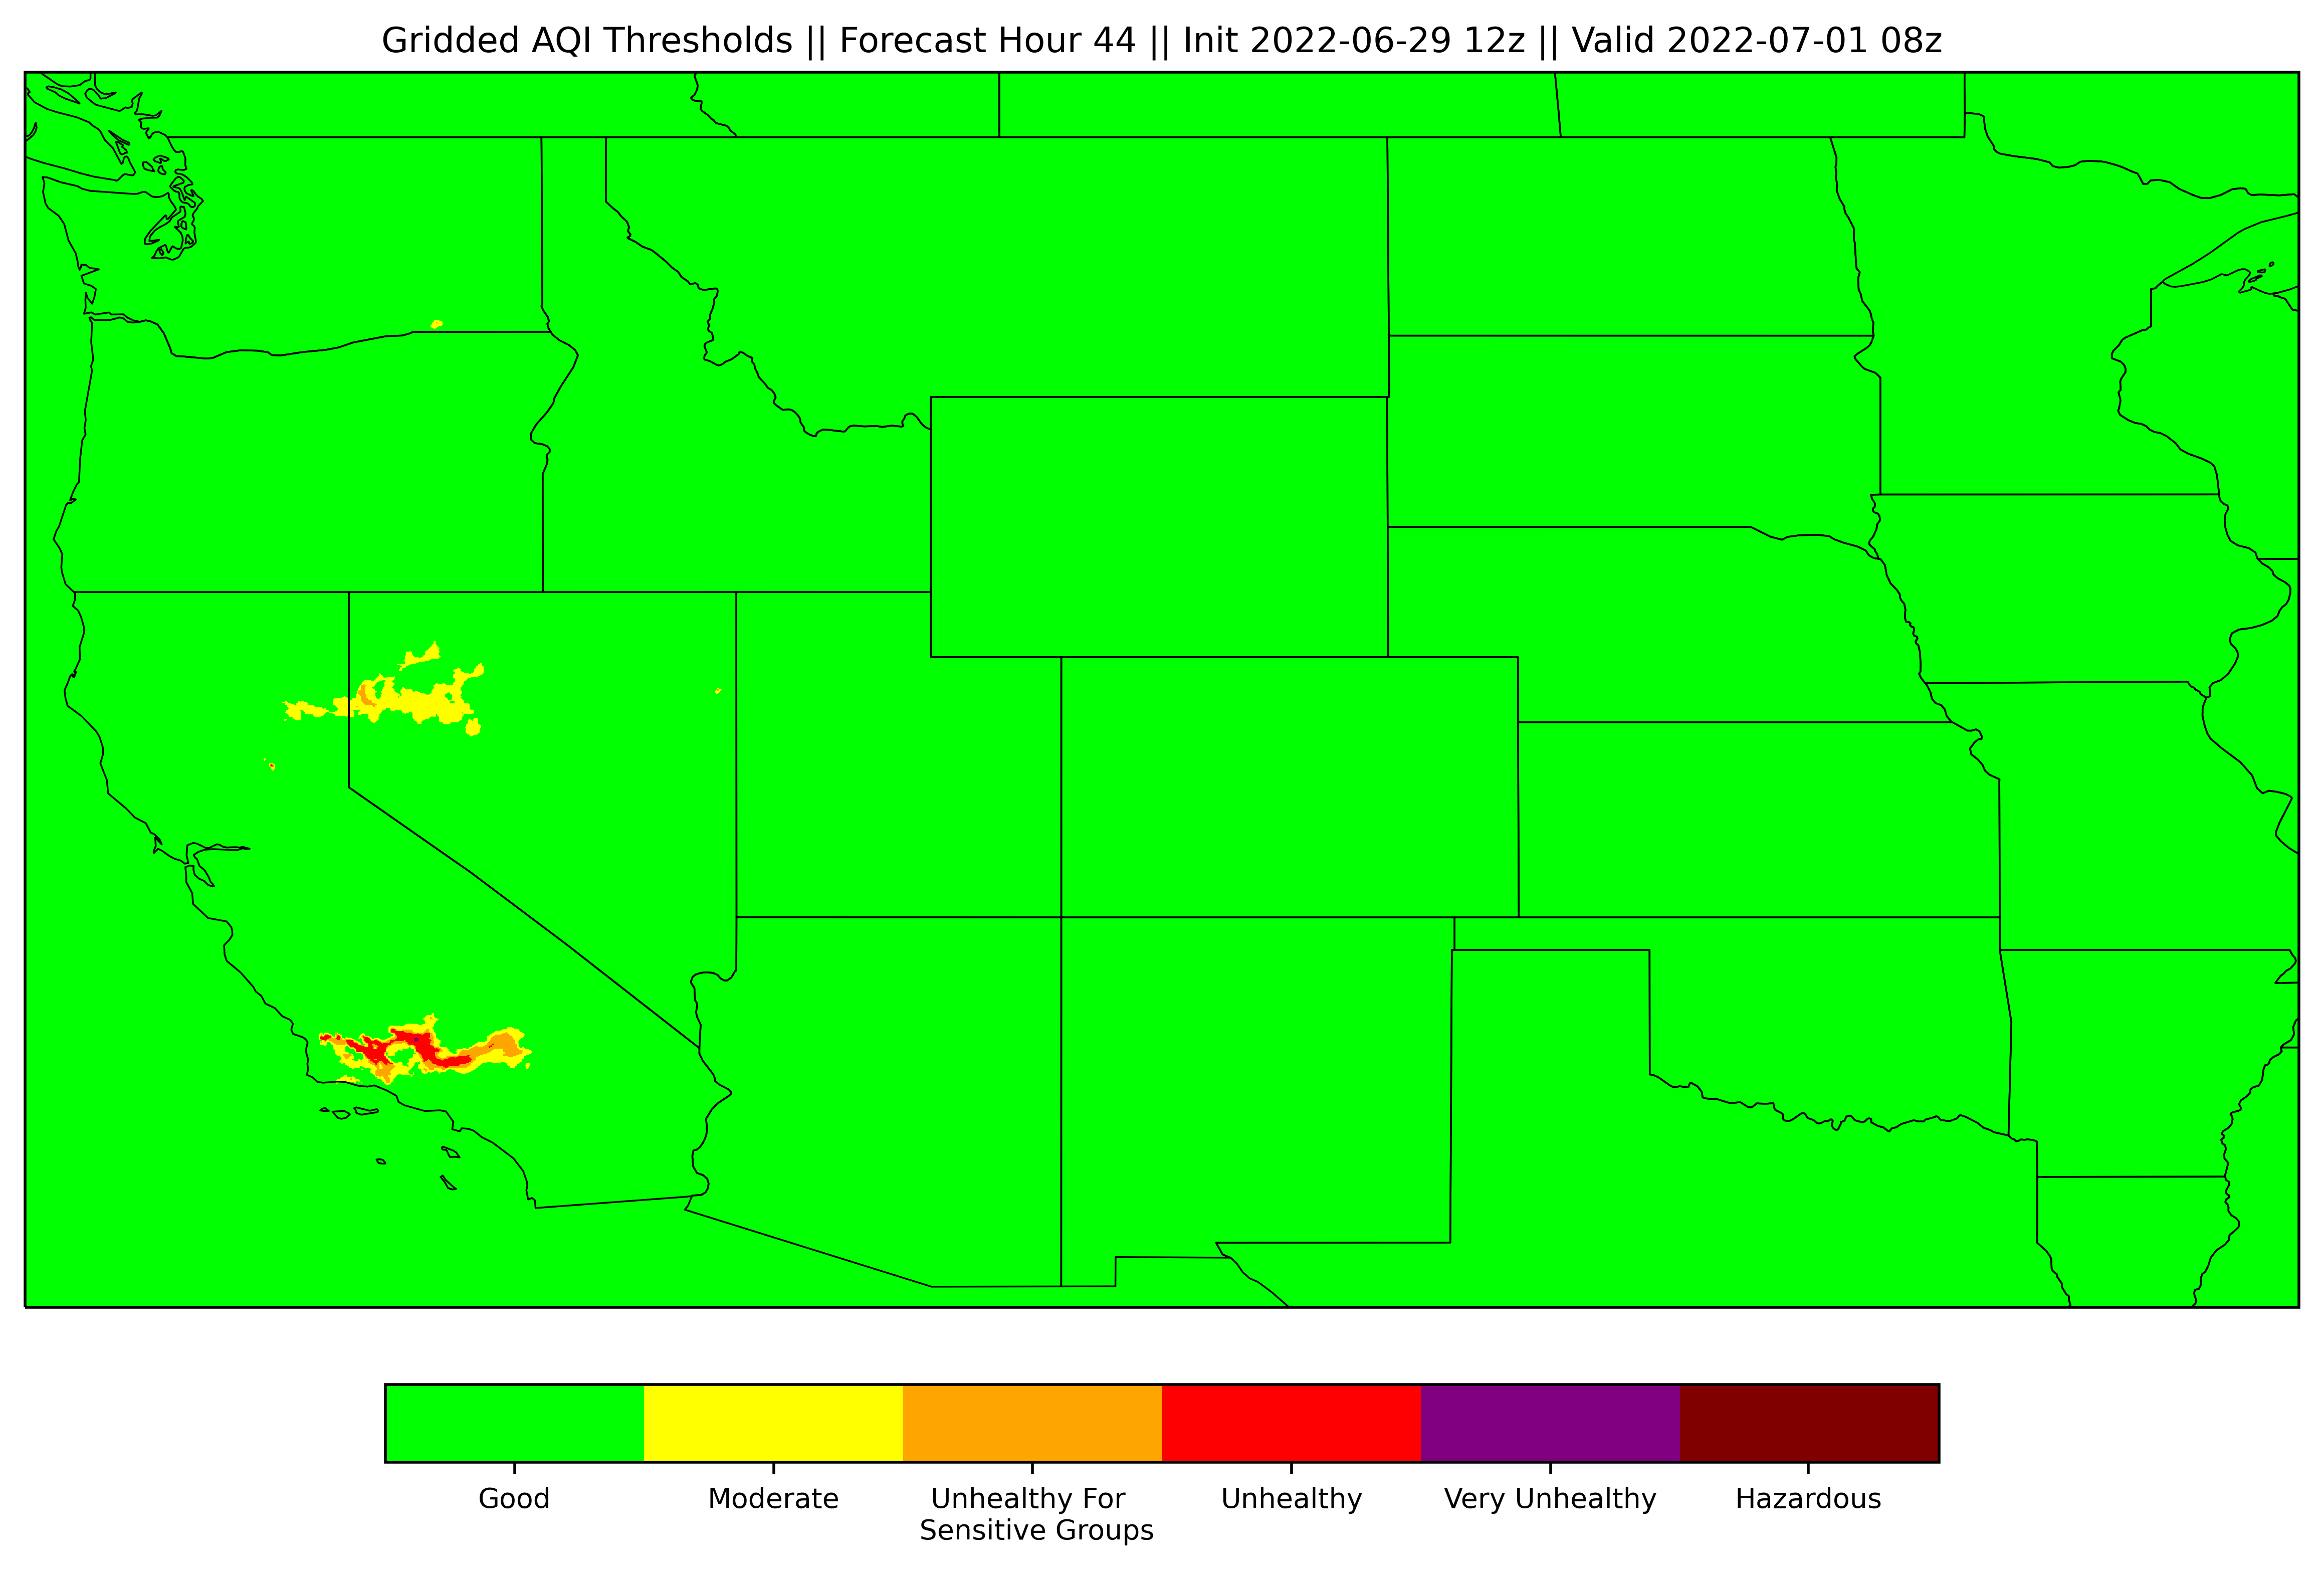 Gridded AQI Thresholds || Forecast Hour 44 || Init 2022-06-29 12z || Valid 2022-07-01 08z
Good
Moderate
Unhealthy For
Sensitive Groups
Unhealthy
Very Unhealthy
Hazardous